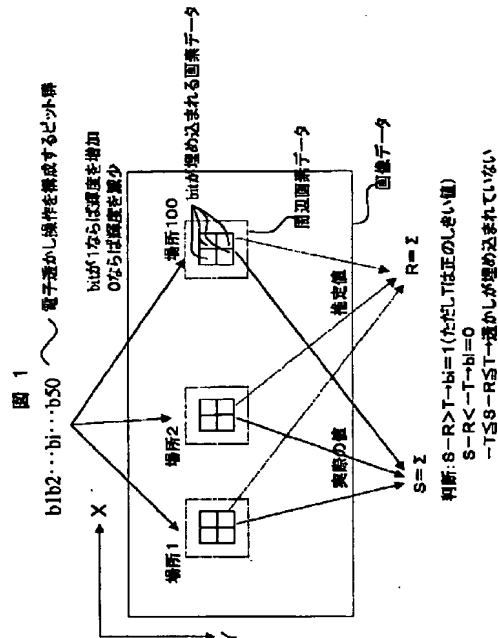 図 1
b1b2・・・bi・・・b50
電子透かし操作を構成するビット群
bitが1ならば輝度を増加
0ならば輝度を減少
X
Y
場所1
場所2
場所100
bitが埋め込まれる画素データ
周辺画素データ
画像データ
実際の値
推定値
S=Σ
R=Σ
判断:S-R>T→bi=1(ただしTは正のしきい値)
S-R<-T→bi=0
-T≦S-R≦T→透かしが埋め込まれていない